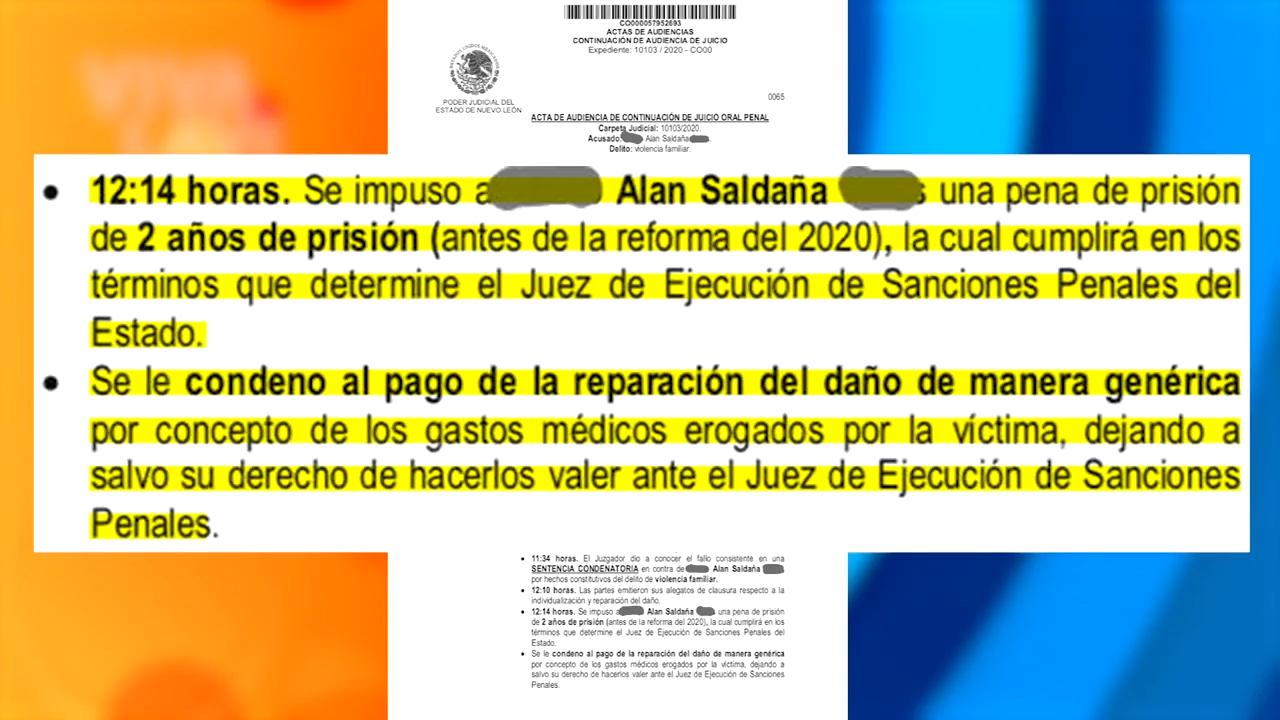 CO000057952693
ACTAS DE AUDIENCIAS
CONTINUACIÓN DE AUDIENCIA DE JUICIO
Expediente: 10103 / 2020 - CO00
ESTADOS UNIDOS MEXICANOS
PODER JUDICIAL DEL
ESTADO DE NUEVO LEÓN
0065
ACTA DE AUDIENCIA DE CONTINUACIÓN DE JUICIO ORAL PENAL
Carpeta Judicial: 10103/2020.
Acusado: Alan Saldaña
Delito: violencia familiar.
• 12:14 horas. Se impuso a Alan Saldaña s una pena de prisión
de 2 años de prisión (antes de la reforma del 2020), la cual cumplirá en los
términos que determine el Juez de Ejecución de Sanciones Penales del
Estado.
• Se le condeno al pago de la reparación del daño de manera genérica
por concepto de los gastos médicos erogados por la víctima, dejando a
salvo su derecho de hacerlos valer ante el Juez de Ejecución de Sanciones
Penales.
• 11:34 horas. El Juzgador dio a conocer el fallo consistente en una
SENTENCIA CONDENATORIA en contra de Alan Saldaña
por hechos constitutivos del delito de violencia familiar.
• 12:10 horas. Las partes emitieron sus alegatos de clausura respecto a la
individualización y reparación del daño.
• 12:14 horas. Se impuso a Alan Saldaña una pena de prisión
de 2 años de prisión (antes de la reforma del 2020), la cual cumplirá en los
términos que determine el Juez de Ejecución de Sanciones Penales del
Estado.
• Se le condeno al pago de la reparación del daño de manera genérica
por concepto de los gastos médicos erogados por la víctima, dejando a
salvo su derecho de hacerlos valer ante el Juez de Ejecución de Sanciones
Penales.